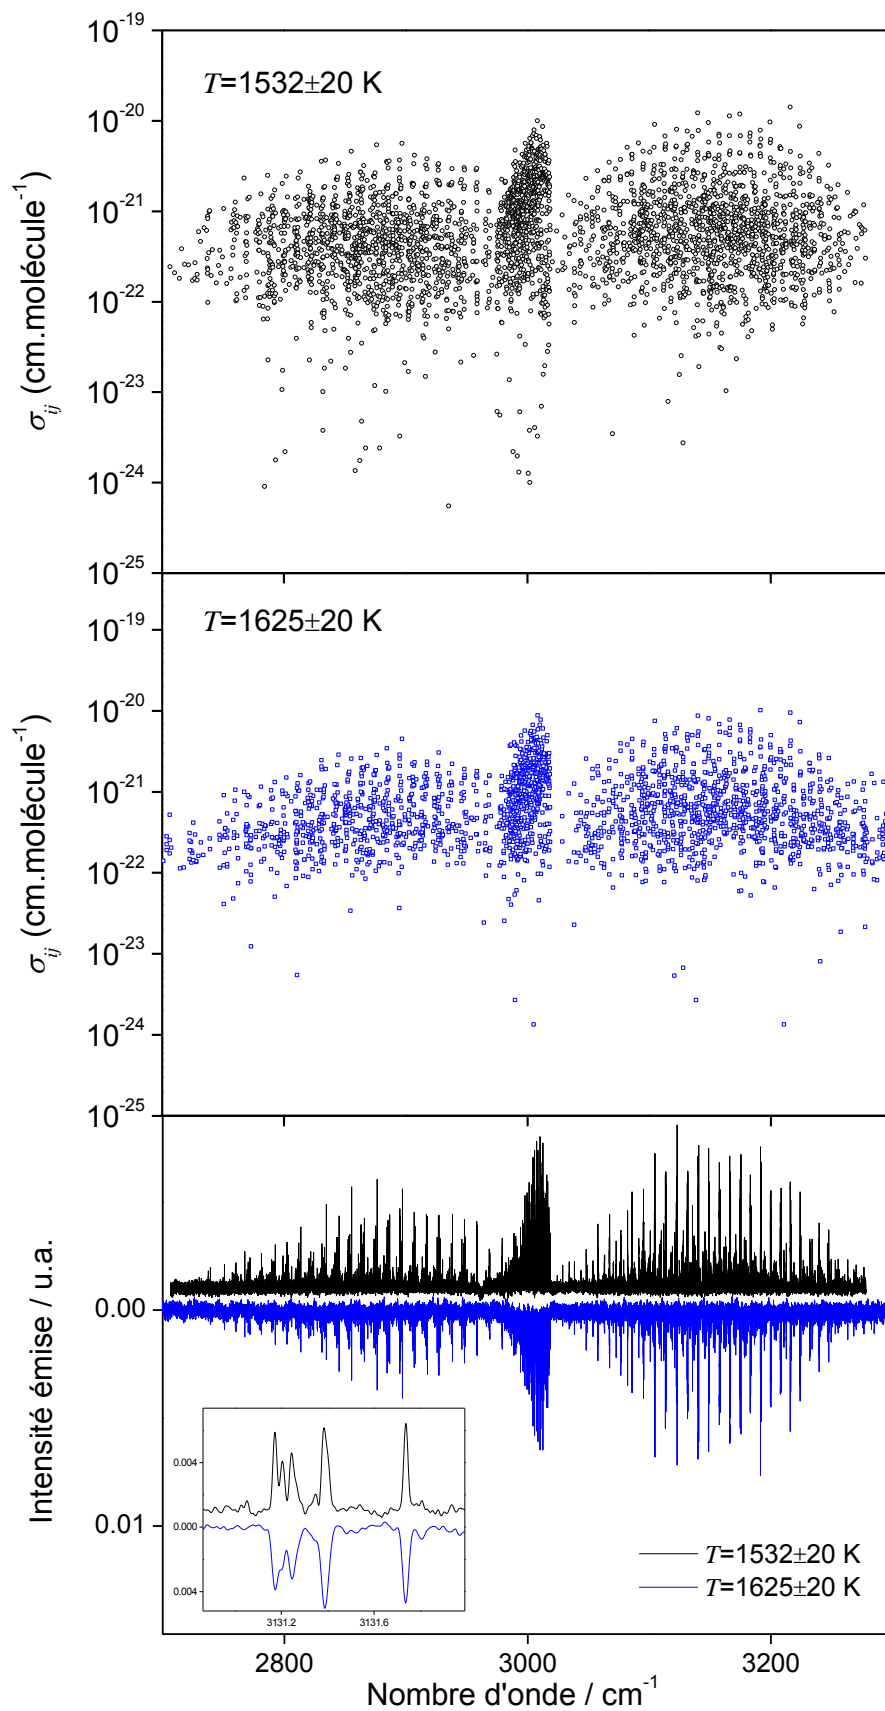 10-19
T=1532±20 K
10-20
10-21
10-22
10-23
10-24
10-25
σij (cm.molécule-1)
T=1625±20 K
10-19
10-20
10-21
10-22
10-23
10-24
10-25
σij (cm.molécule-1)
Intensité émise / u.a.
0.00
0.01
0.004
0.000
0.004
3131.2 3131.6
T=1532±20 K
T=1625±20 K
2800 3000 3200
Nombre d'onde / cm-1